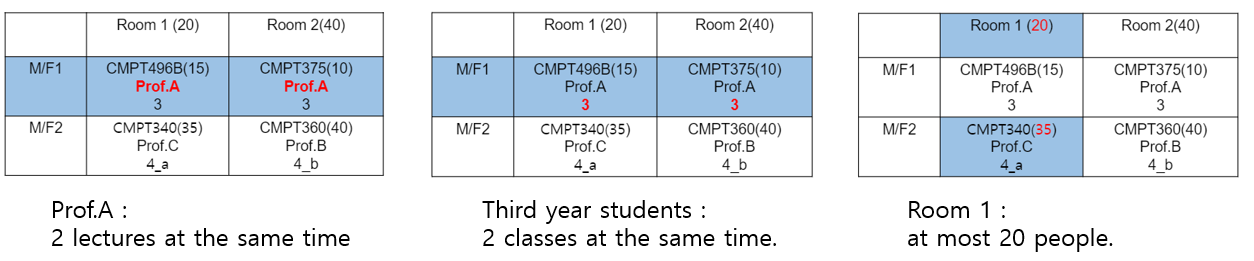 Room 1 (20) Room 2(40)
M/F1 CMPT496B(15) CMPT375(10)
Prof.A Prof.A
3 3
M/F2 CMPT340(35) CMPT360(40)
Prof.C Prof.B
4_a 4_b
Prof.A :
2 lectures at the same time
Room 1 (20) Room 2(40)
M/F1 CMPT496B(15) CMPT375(10)
Prof.A Prof.A
3 3
M/F2 CMPT340(35) CMPT360(40)
Prof.C Prof.B
4_a 4_b
Third year students :
2 classes at the same time.
Room 1 (20) Room 2(40)
M/F1 CMPT496B(15) CMPT375(10)
Prof.A Prof.A
3 3
M/F2 CMPT340(35) CMPT360(40)
Prof.C Prof.B
4_a 4_b
Room 1 :
at most 20 people.